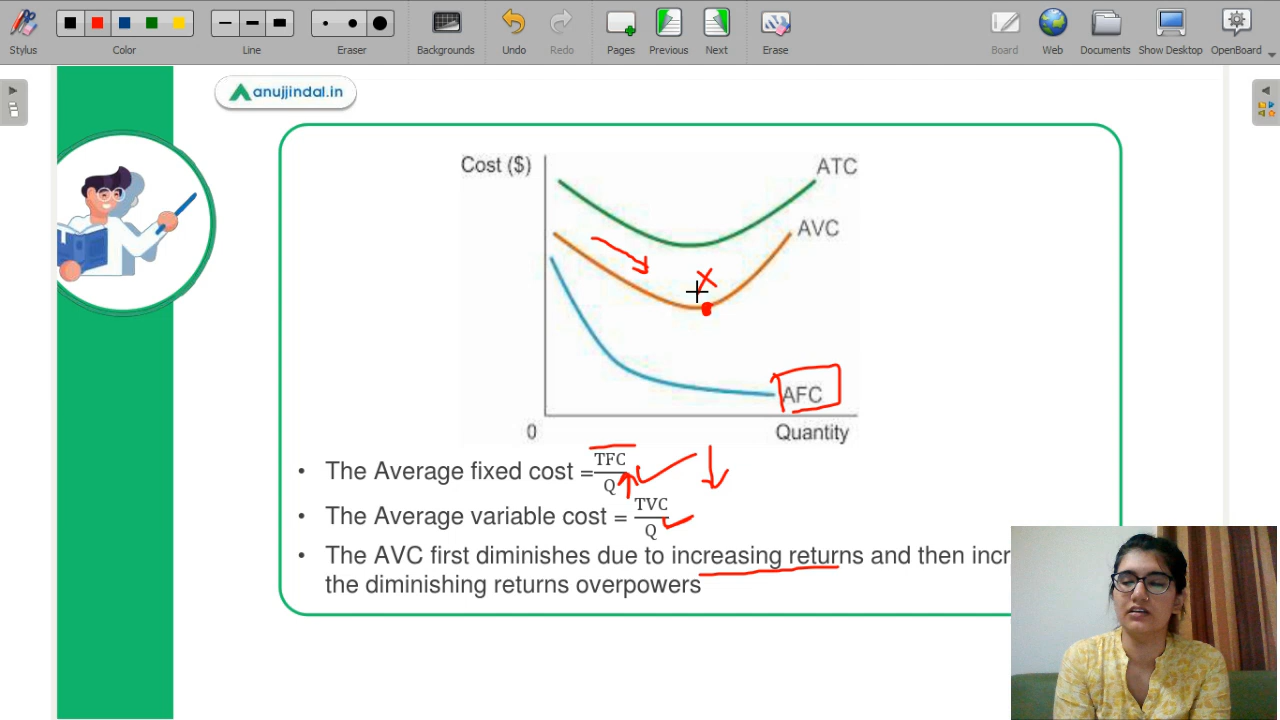 Stylus
Color
Line
Eraser
Backgrounds
Undo
Redo
Pages
Previous
Next
Erase
Board
Web
Documents
Show Desktop
OpenBoard
anujjindal.in
Cost ($)
ATC
AVC
X
AFC
0
Quantity
• The Average fixed cost = TFC
Q
• The Average variable cost = TVC
Q
• The AVC first diminishes due to increasing returns and then
the diminishing returns overpowers